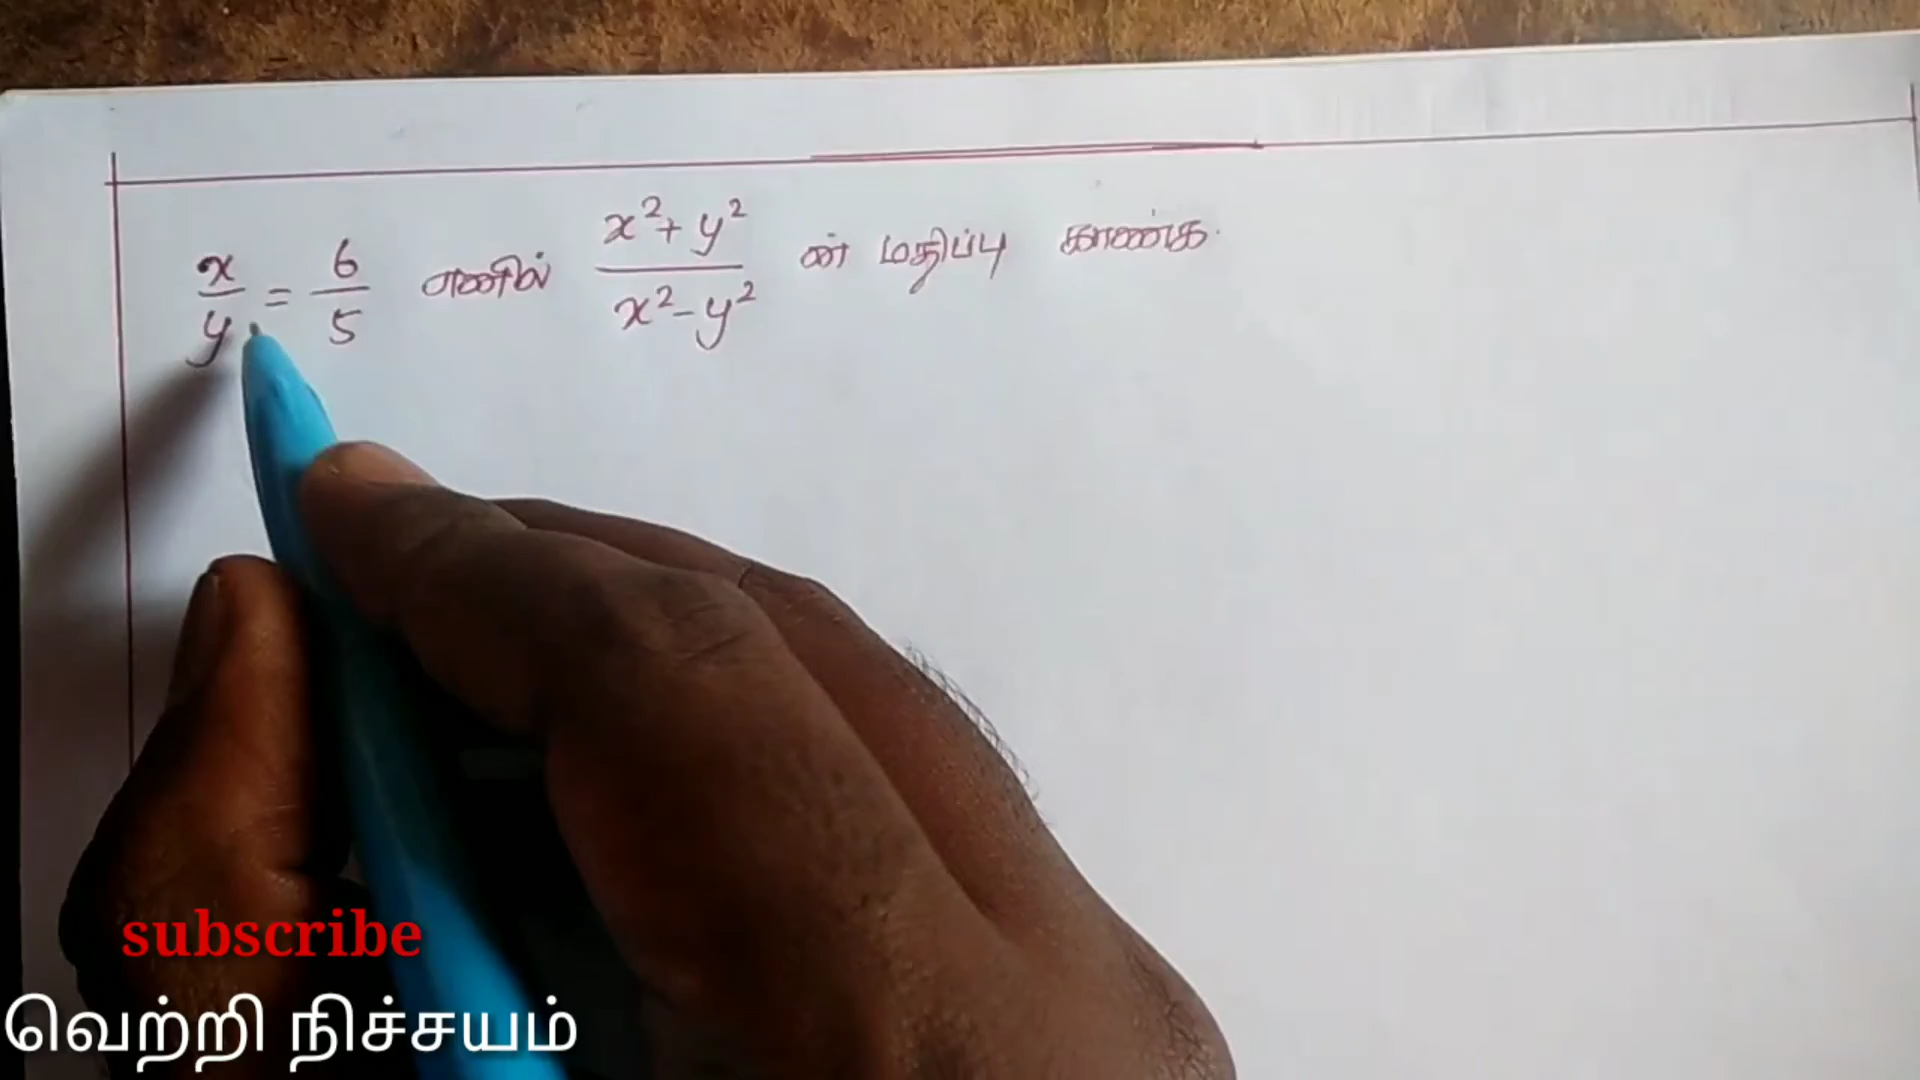 x/y = 6/5 எனில் x²+y²/x²-y² ன் மதிப்பு காண்க.
subscribe
வெற்றி நிச்சயம்